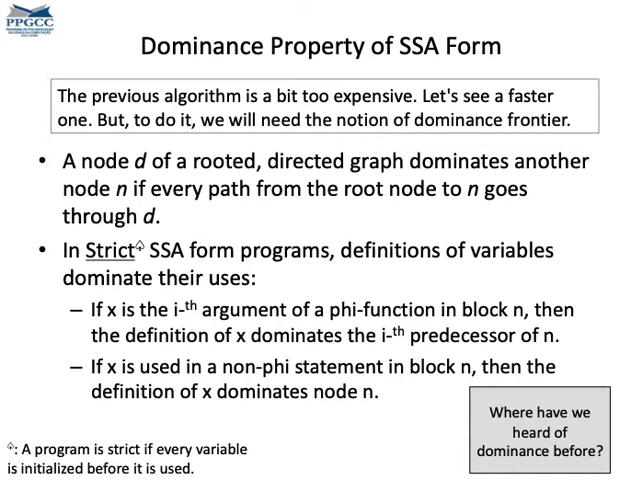 PPGCC
Dominance Property of SSA Form
The previous algorithm is a bit too expensive. Let's see a faster
one. But, to do it, we will need the notion of dominance frontier.
• A node d of a rooted, directed graph dominates another
node n if every path from the root node to n goes
through d.
• In Strict♤ SSA form programs, definitions of variables
dominate their uses:
– If x is the i-th argument of a phi-function in block n, then
the definition of x dominates the i-th predecessor of n.
– If x is used in a non-phi statement in block n, then the
definition of x dominates node n.
Where have we
heard of
dominance before?
♤: A program is strict if every variable
is initialized before it is used.